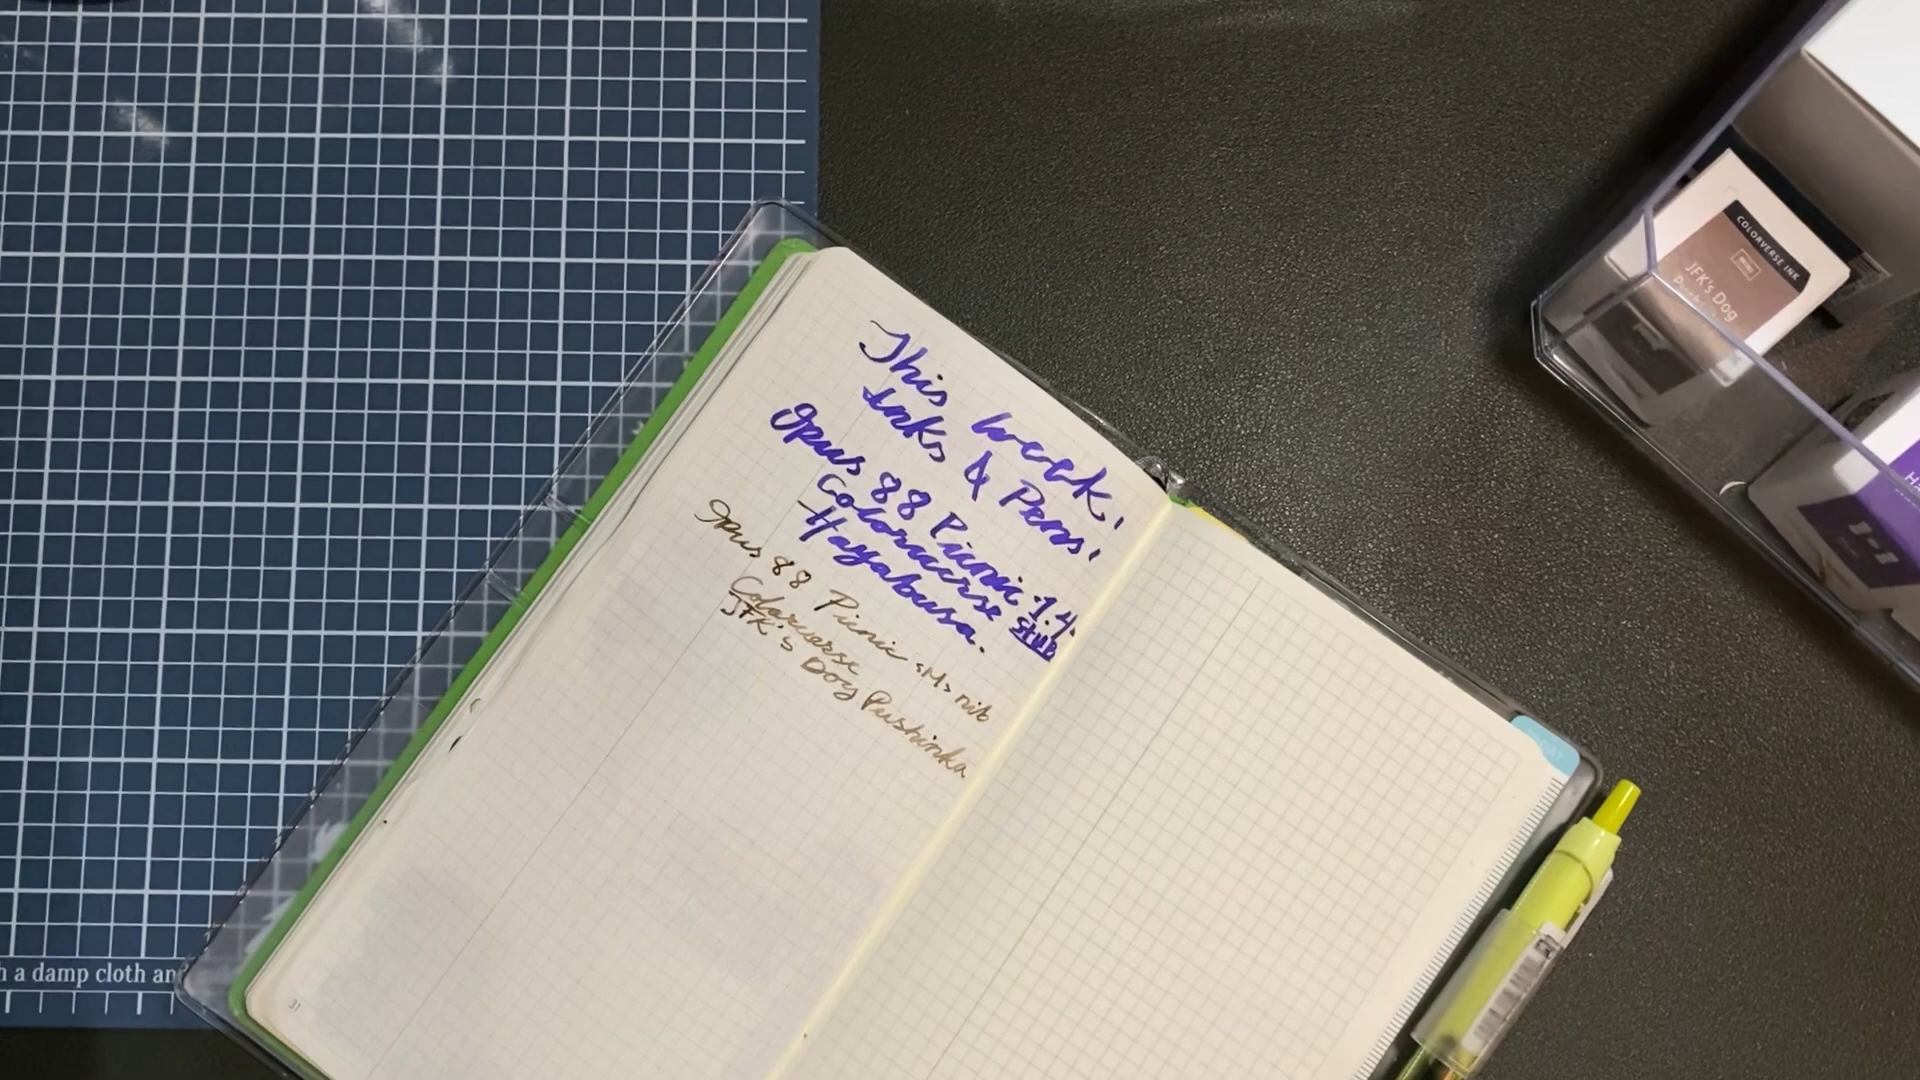 This week!
Inks & Pens!
Opus 88 Picnic 1.4
stub
Colorverse
Hayabusa.
Opus 88 Picnic <M> nib
Colorverse
JFK's Dog Pushinka
31
COLORVERSE INK
MINI
JFK's Dog
h a damp cloth an